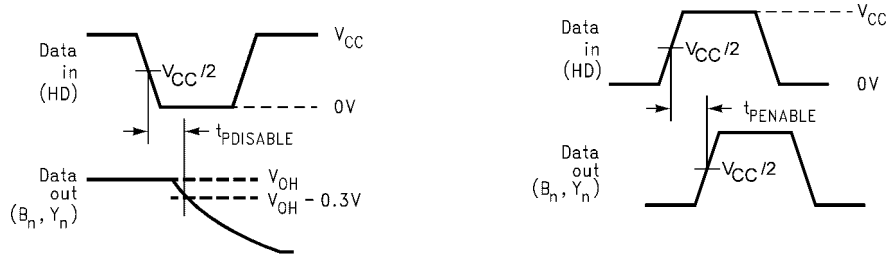 Data
in
(HD)
V_CC
V_CC/2
0V
t_PDISABLE
Data
out
(B_n, Y_n)
V_OH
V_OH - 0.3V
Data
in
(HD)
V_CC
V_CC/2
0V
t_PENABLE
Data
out
(B_n, Y_n)
V_CC/2